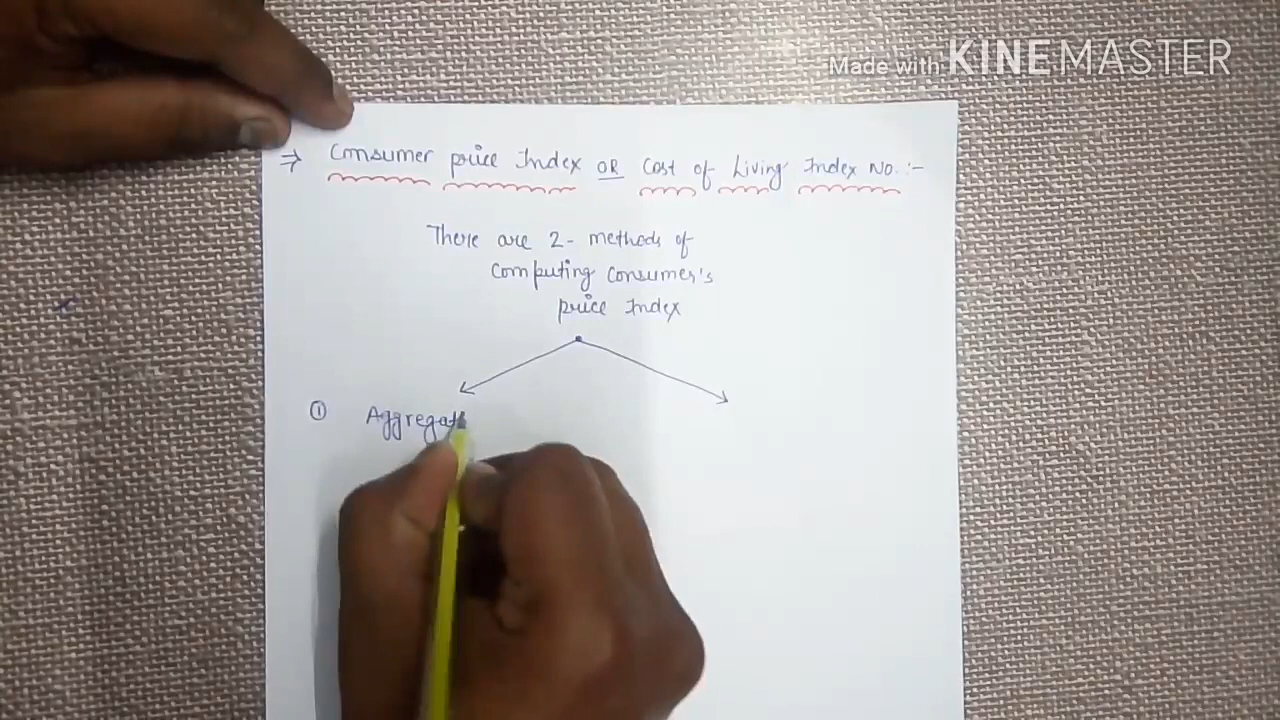 Made with KINEMASTER
⇒ Consumer price Index OR Cost of Living Index No. :-
There are 2 - methods of
Computing Consumer's
price Index
① Aggregat